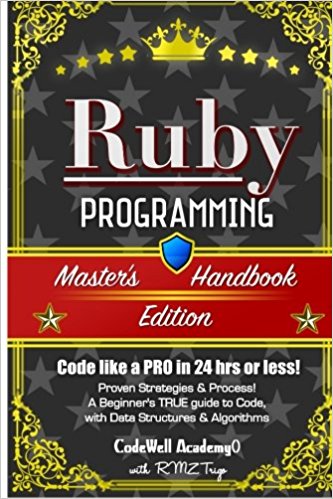 Ruby
PROGRAMMING
Master's Handbook
Edition
Code like a PRO in 24 hrs or less!
Proven Strategies & Process!
A Beginner's TRUE guide to Code,
with Data Structures & Algorithms
CodeWell Academy()
with R.M.Z. Trigo